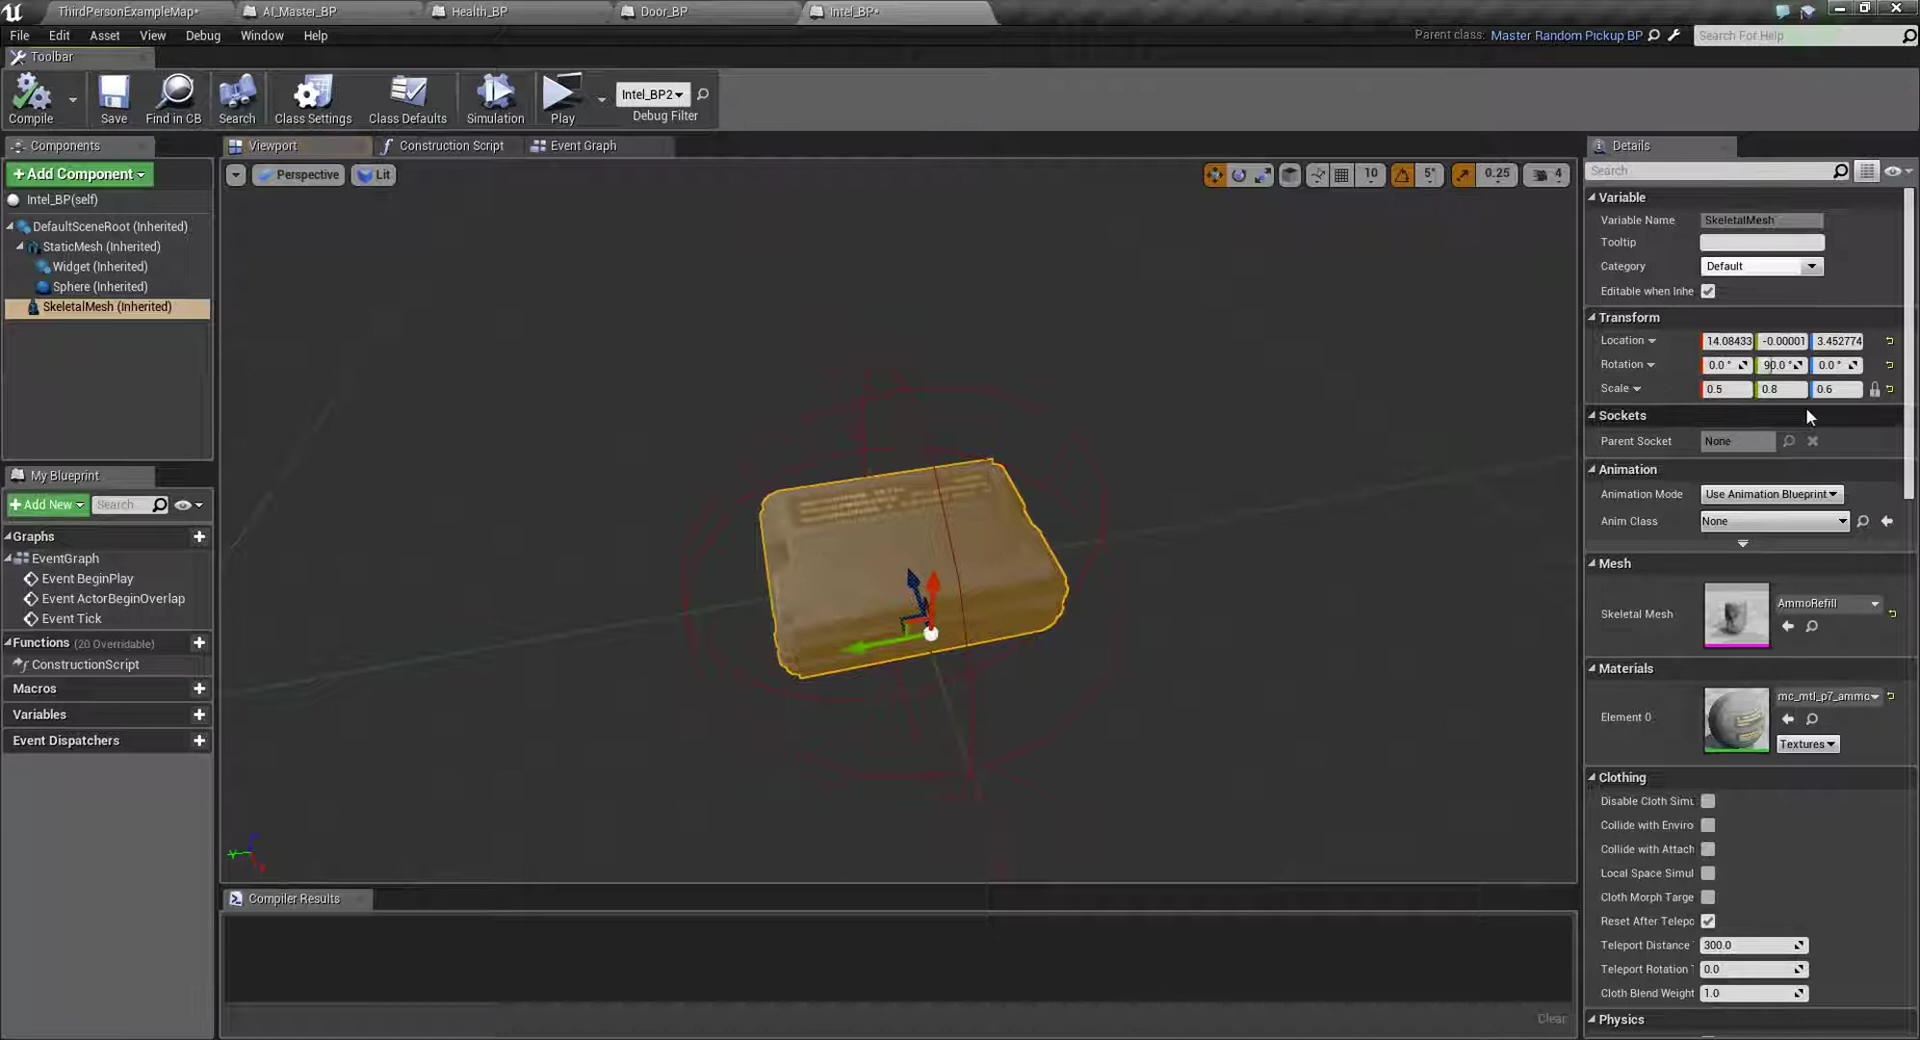 ThirdPersonExampleMap*
AI_Master_BP
Health_BP
Door_BP
Intel_BP*
File
Edit
Asset
View
Debug
Window
Help
Parent class:
Master Random Pickup BP
Search For Help
Toolbar
Compile
Save
Find in CB
Search
Class Settings
Class Defaults
Simulation
Play
Intel_BP2
Debug Filter
Components
+Add Component
Intel_BP(self)
DefaultSceneRoot (Inherited)
StaticMesh (Inherited)
Widget (Inherited)
Sphere (Inherited)
SkeletalMesh (Inherited)
My Blueprint
+Add New
Search
Graphs
EventGraph
Event BeginPlay
Event ActorBeginOverlap
Event Tick
Functions (20 Overridable)
ConstructionScript
Macros
Variables
Event Dispatchers
Viewport
Construction Script
Event Graph
Perspective
Lit
10
5°
0.25
4
Compiler Results
Clear
Details
Search
Variable
Variable Name SkeletalMesh
Tooltip
Category Default
Editable when Inhe
Transform
Location 14.08433 -0.00001 3.452774
Rotation 0.0 ° 90.0 ° 0.0 °
Scale 0.5 0.8 0.6
Sockets
Parent Socket None
Animation
Animation Mode Use Animation Blueprint
Anim Class None
Mesh
Skeletal Mesh AmmoRefill
Materials
Element 0 mc_mtl_p7_ammo
Textures
Clothing
Disable Cloth Simu
Collide with Enviro
Collide with Attach
Local Space Simul
Cloth Morph Targe
Reset After Telepo
Teleport Distance 300.0
Teleport Rotation T 0.0
Cloth Blend Weight 1.0
Physics